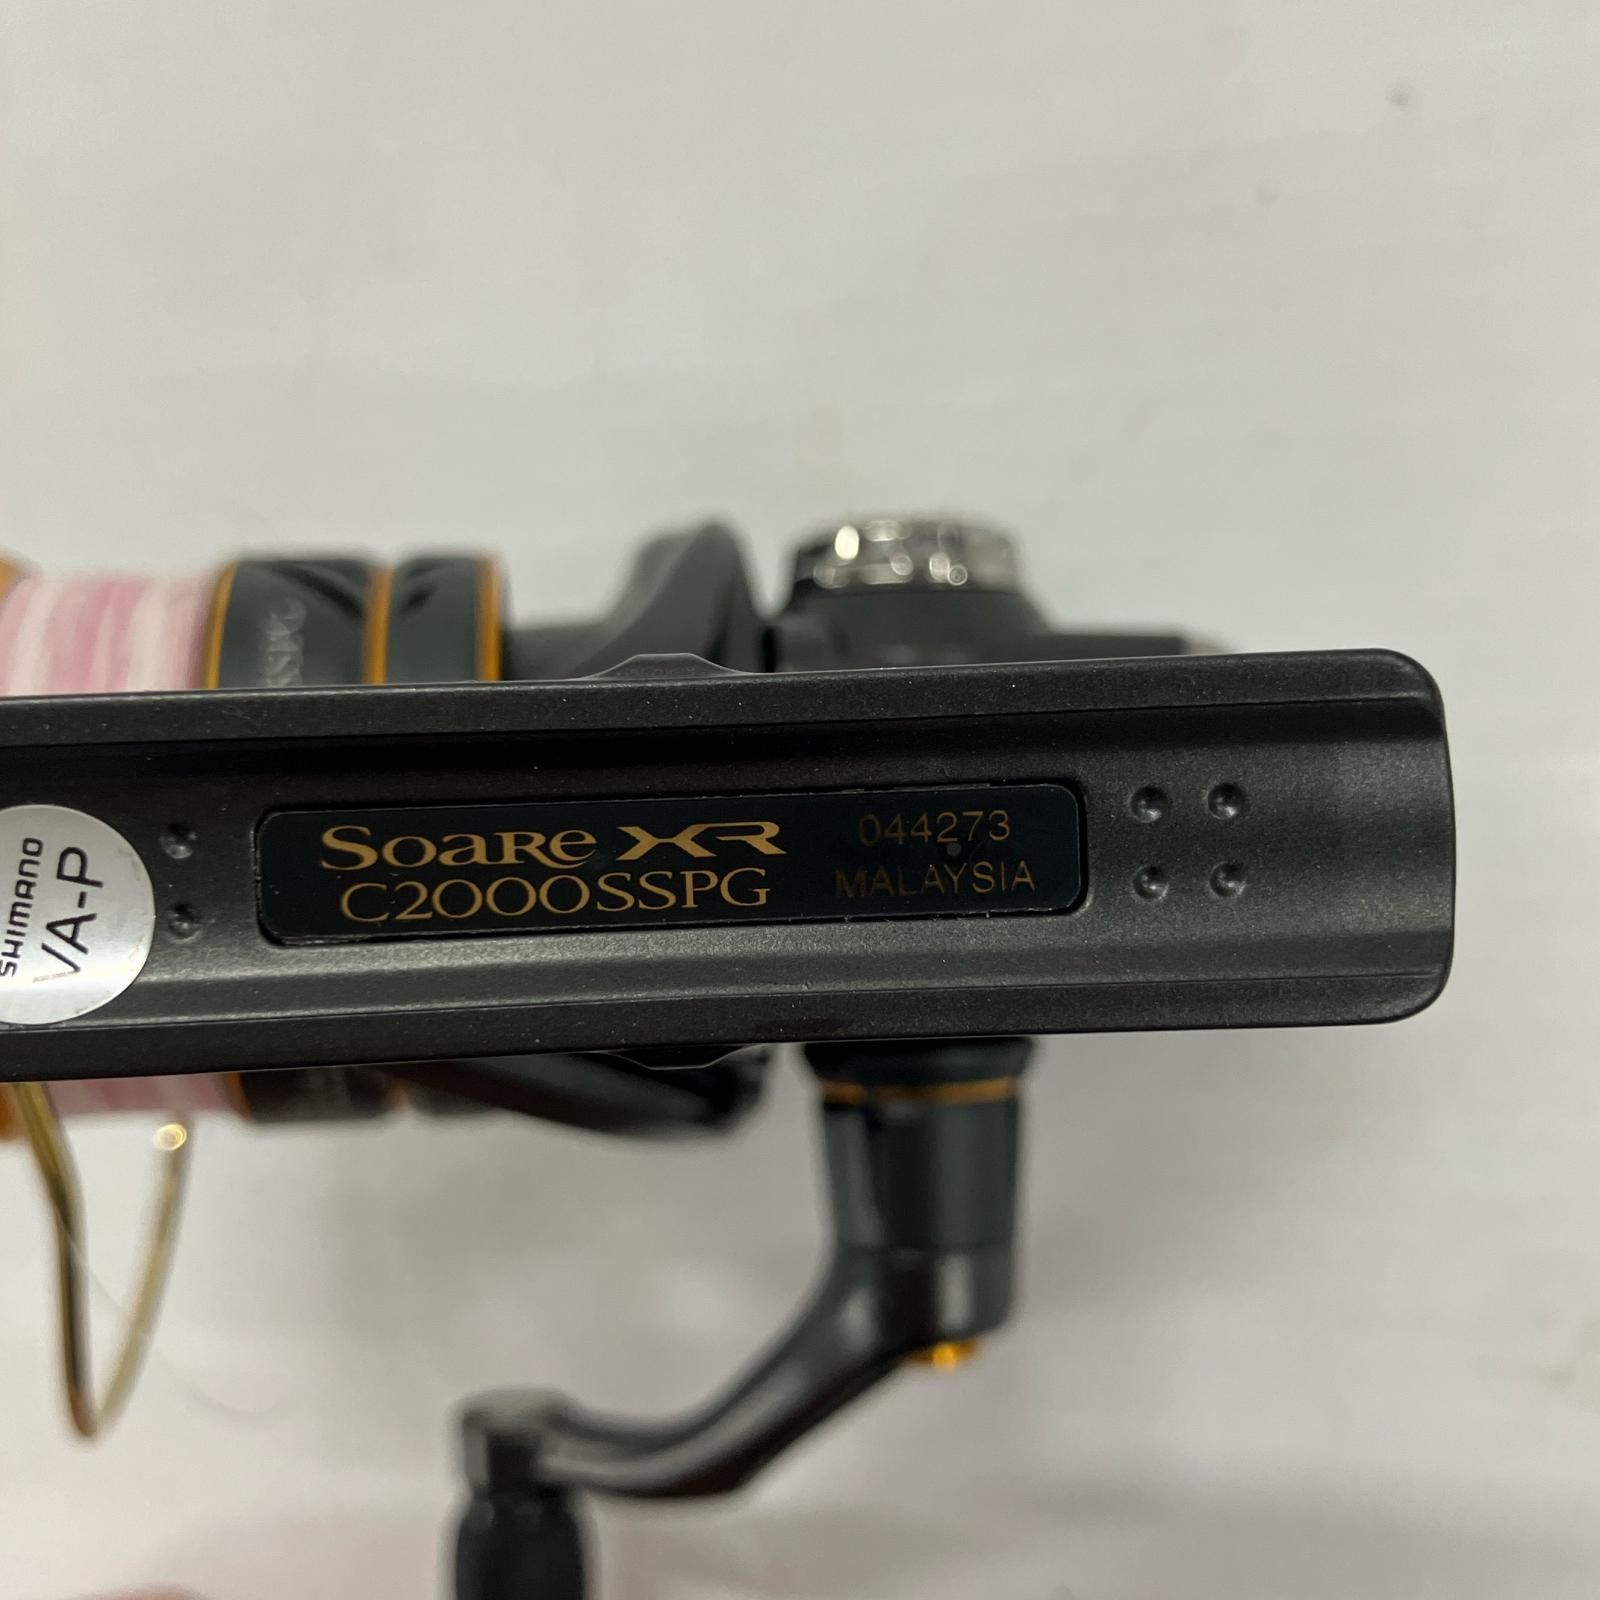 SHIMANO
VA-P
SOARE XR
C2000SSPG
044273
MALAYSIA